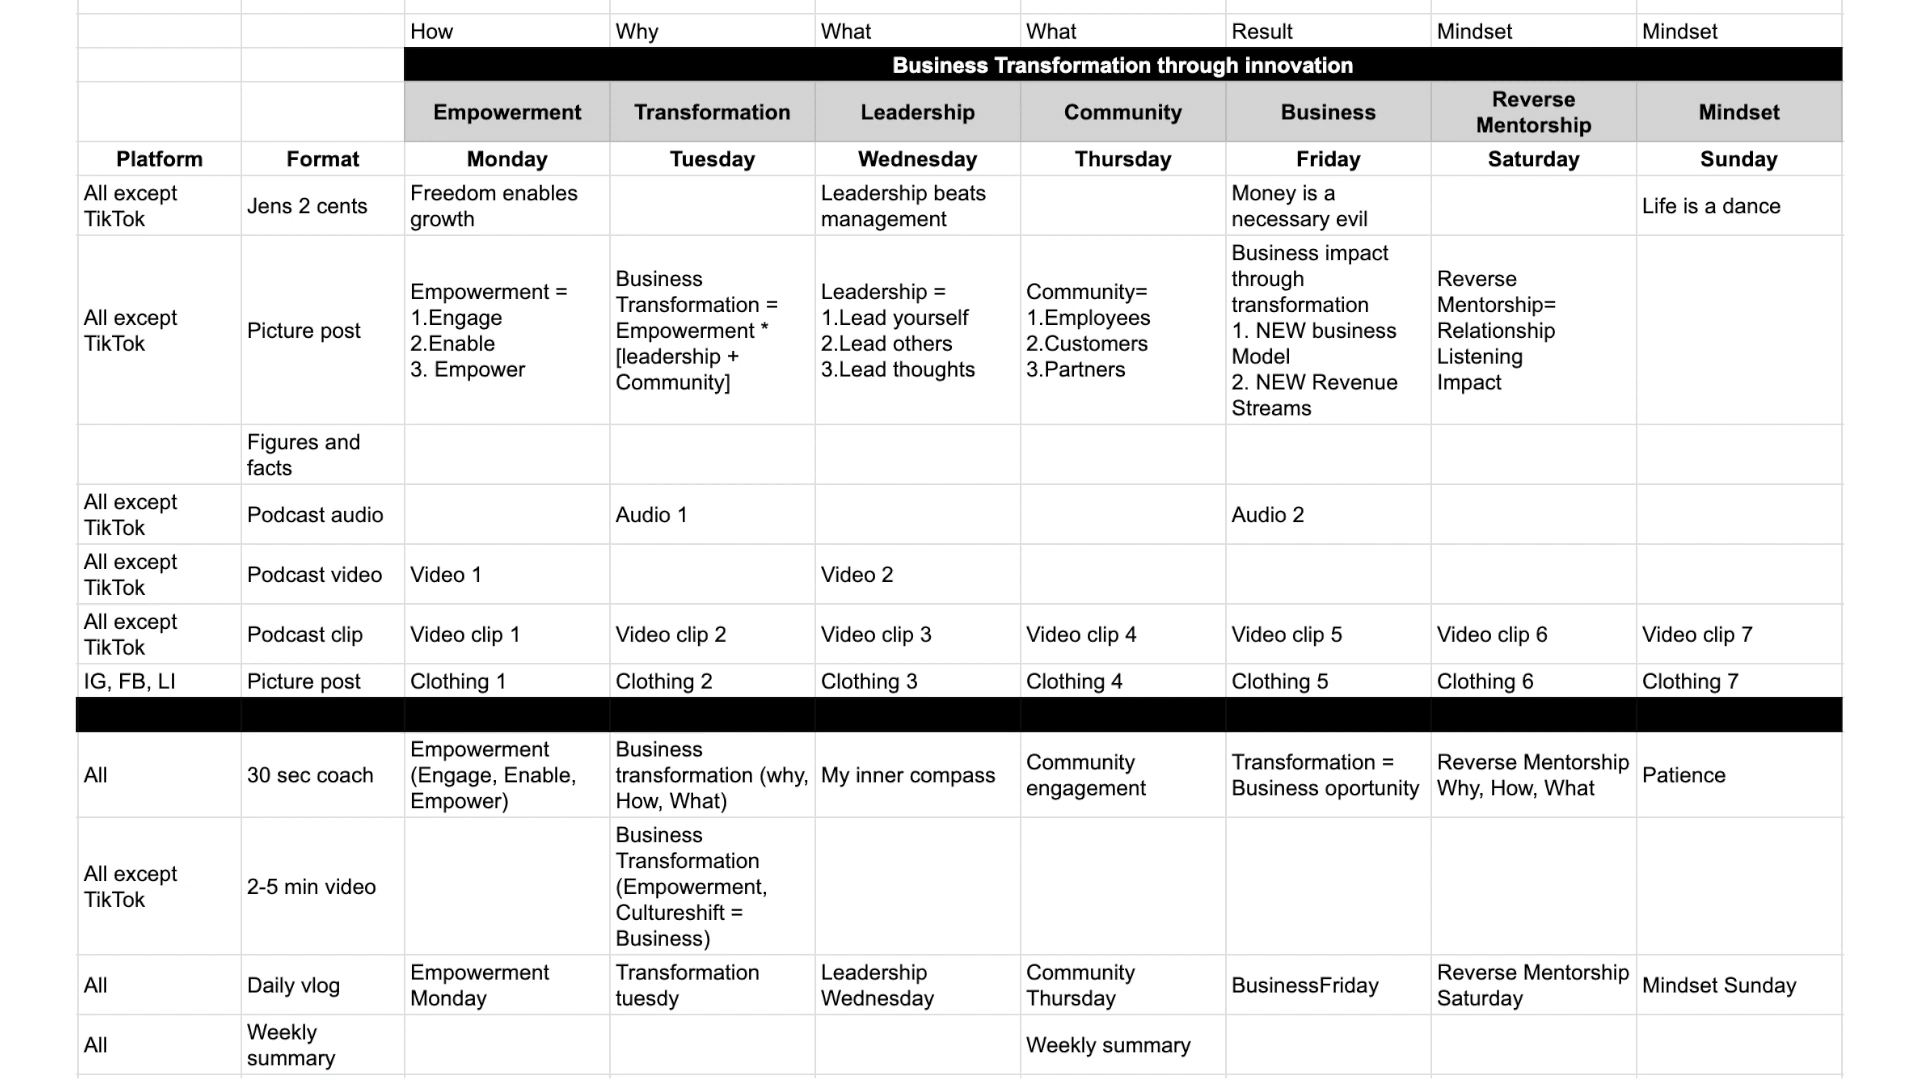 How Why What What Result Mindset Mindset
Business Transformation through innovation
Empowerment Transformation Leadership Community Business Reverse Mentorship Mindset
Platform Format Monday Tuesday Wednesday Thursday Friday Saturday Sunday
All except
TikTok
Jens 2 cents
Freedom enables
growth
Leadership beats
management
Money is a
necessary evil
Life is a dance
All except
TikTok
Picture post
Empowerment =
1.Engage
2.Enable
3. Empower
Business
Transformation =
Empowerment *
[leadership +
Community]
Leadership =
1.Lead yourself
2.Lead others
3.Lead thoughts
Community=
1.Employees
2.Customers
3.Partners
Business impact
through
transformation
1. NEW business
Model
2. NEW Revenue
Streams
Reverse
Mentorship=
Relationship
Listening
Impact
Figures and
facts
All except
TikTok
Podcast audio
Audio 1
Audio 2
All except
TikTok
Podcast video
Video 1
Video 2
All except
TikTok
Podcast clip
Video clip 1
Video clip 2
Video clip 3
Video clip 4
Video clip 5
Video clip 6
Video clip 7
IG, FB, LI
Picture post
Clothing 1
Clothing 2
Clothing 3
Clothing 4
Clothing 5
Clothing 6
Clothing 7
All
30 sec coach
Empowerment
(Engage, Enable,
Empower)
Business
transformation (why,
How, What)
My inner compass
Community
engagement
Transformation =
Business oportunity
Reverse Mentorship
Why, How, What
Patience
All except
TikTok
2-5 min video
Business
Transformation
(Empowerment,
Cultureshift =
Business)
All
Daily vlog
Empowerment
Monday
Transformation
tuesdy
Leadership
Wednesday
Community
Thursday
BusinessFriday
Reverse Mentorship
Saturday
Mindset Sunday
All
Weekly
summary
Weekly summary